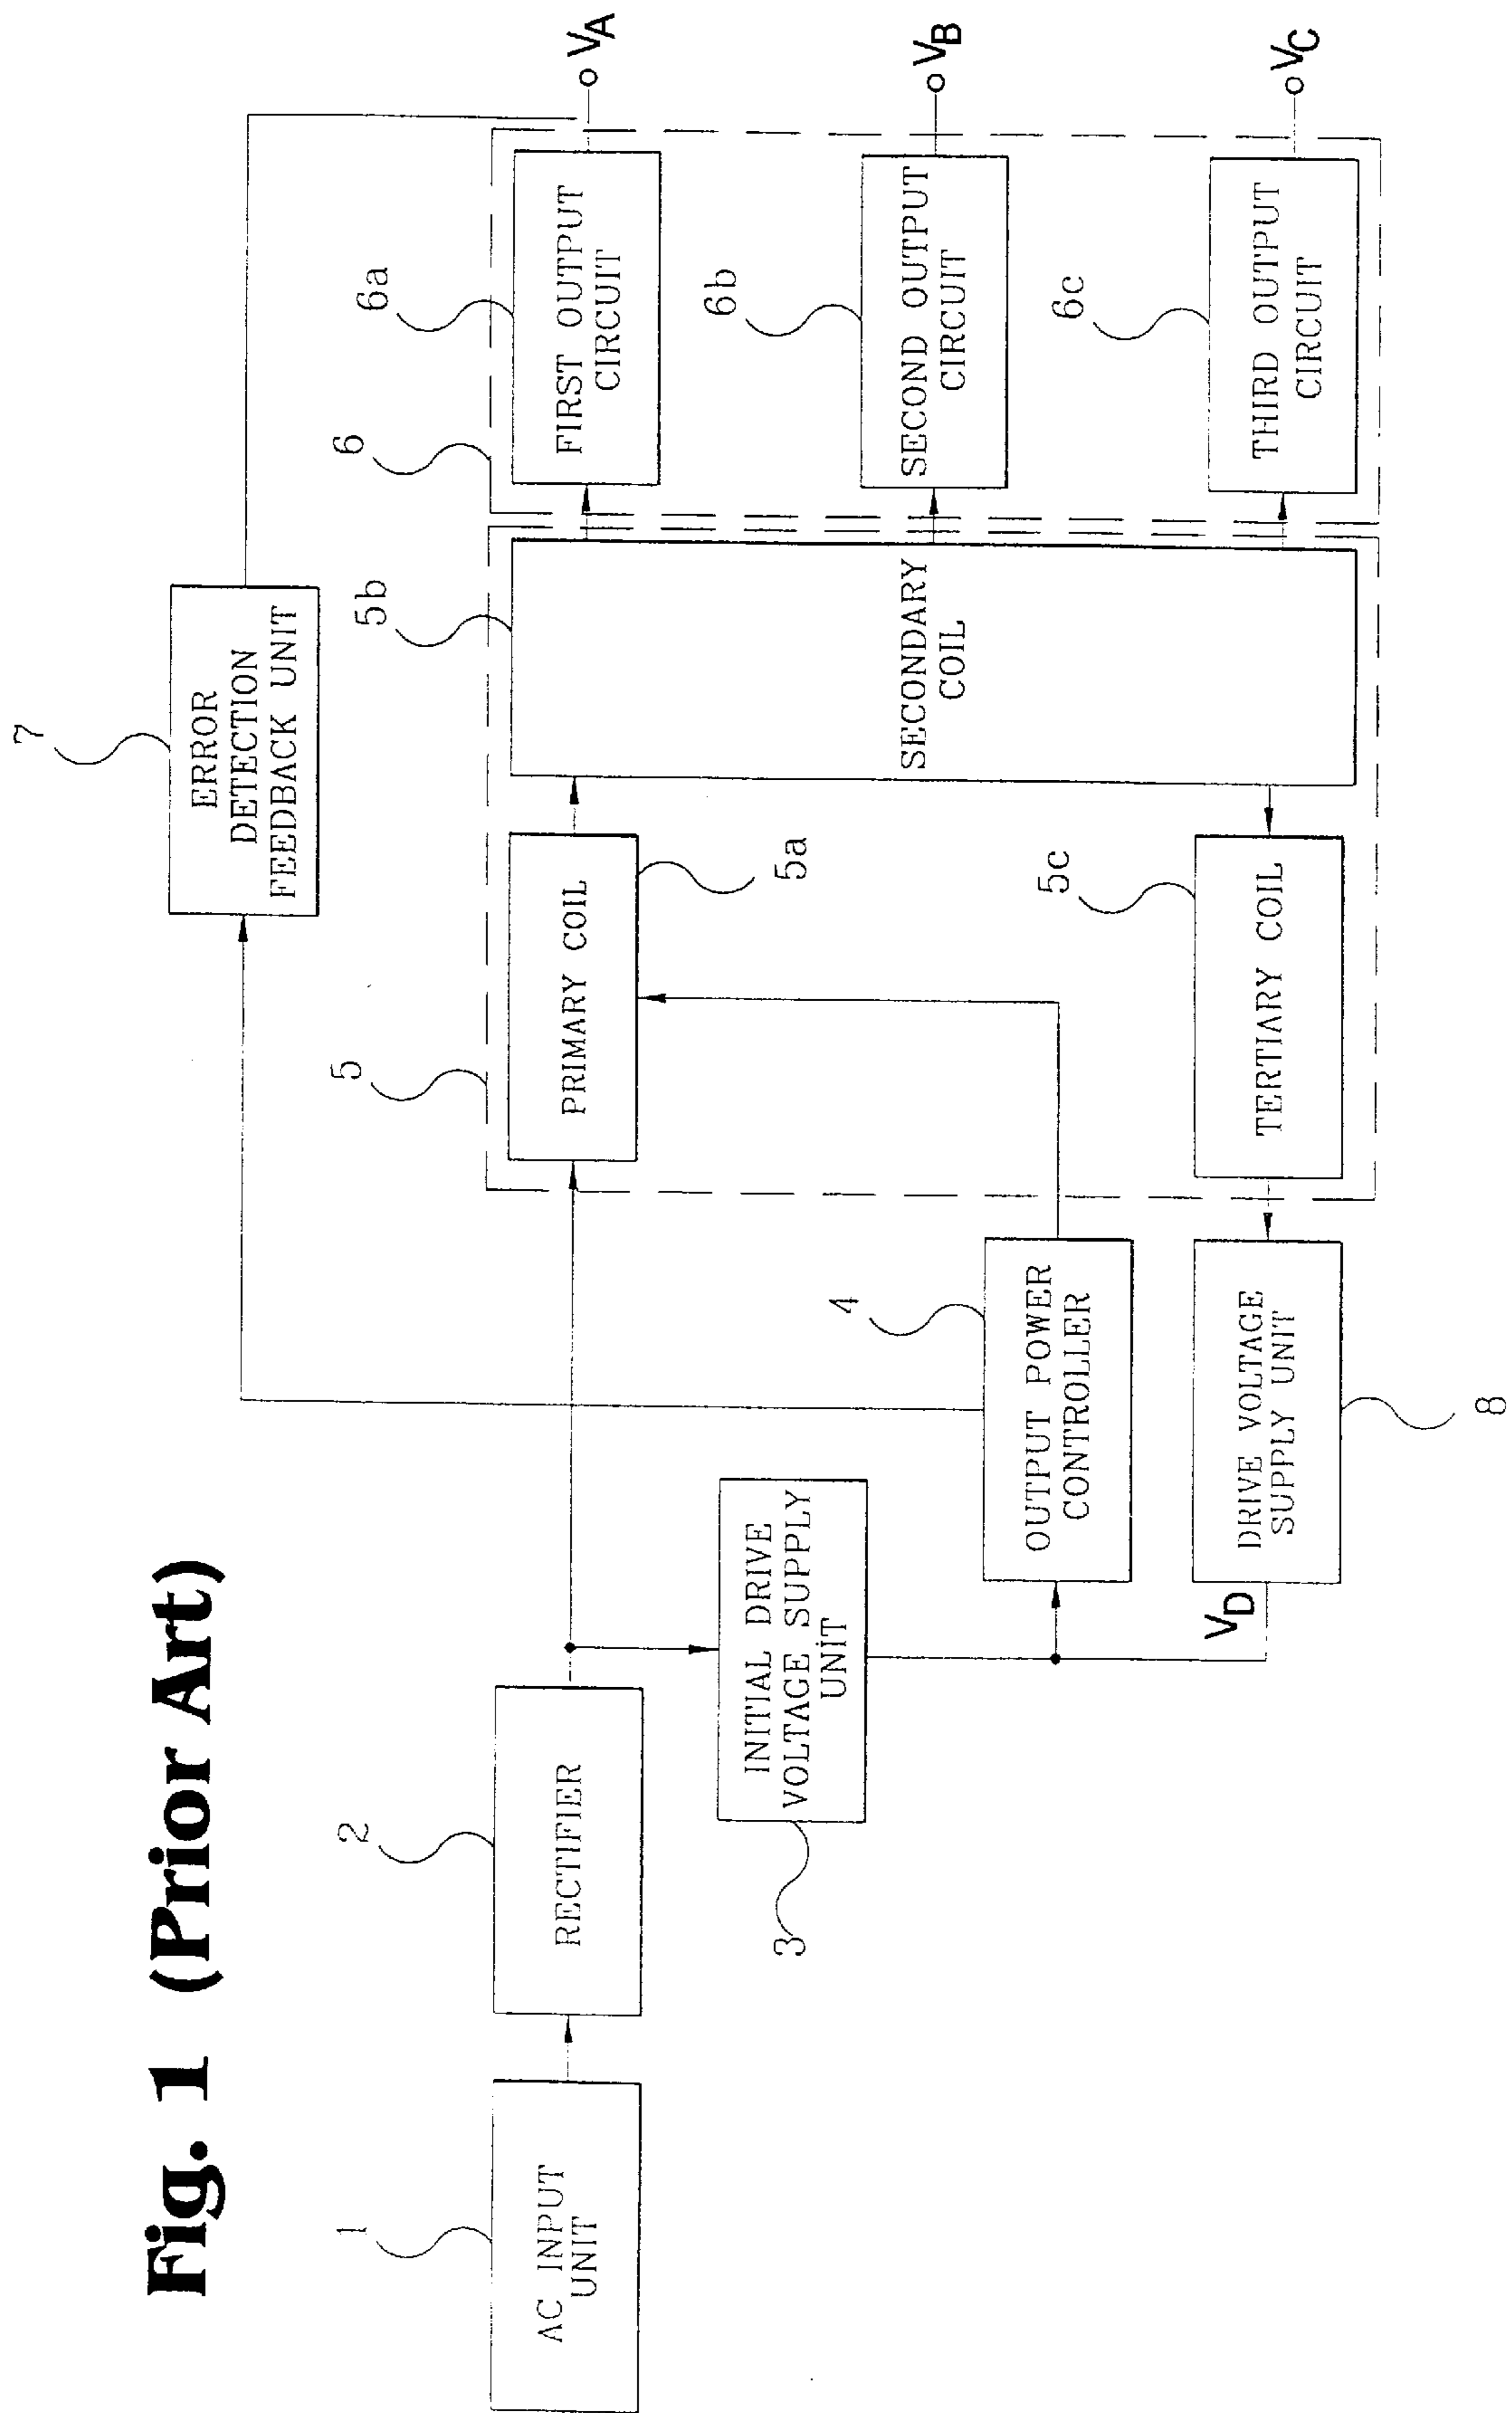 Fig. 1 (Prior Art)
7
ERROR
DETECTION
FEEDBACK UNIT
1
AC INPUT
UNIT
2
RECTIFIER
3
INITIAL DRIVE
VOLTAGE SUPPLY
UNIT
4
OUTPUT POWER
CONTROLLER
5
PRIMARY COIL
5a
5b
SECONDARY
COIL
5c
TERTIARY COIL
8
DRIVE VOLTAGE
SUPPLY UNIT
VD
6
6a
FIRST OUTPUT
CIRCUIT
VA
6b
SECOND OUTPUT
CIRCUIT
VB
6c
THIRD OUTPUT
CIRCUIT
VC